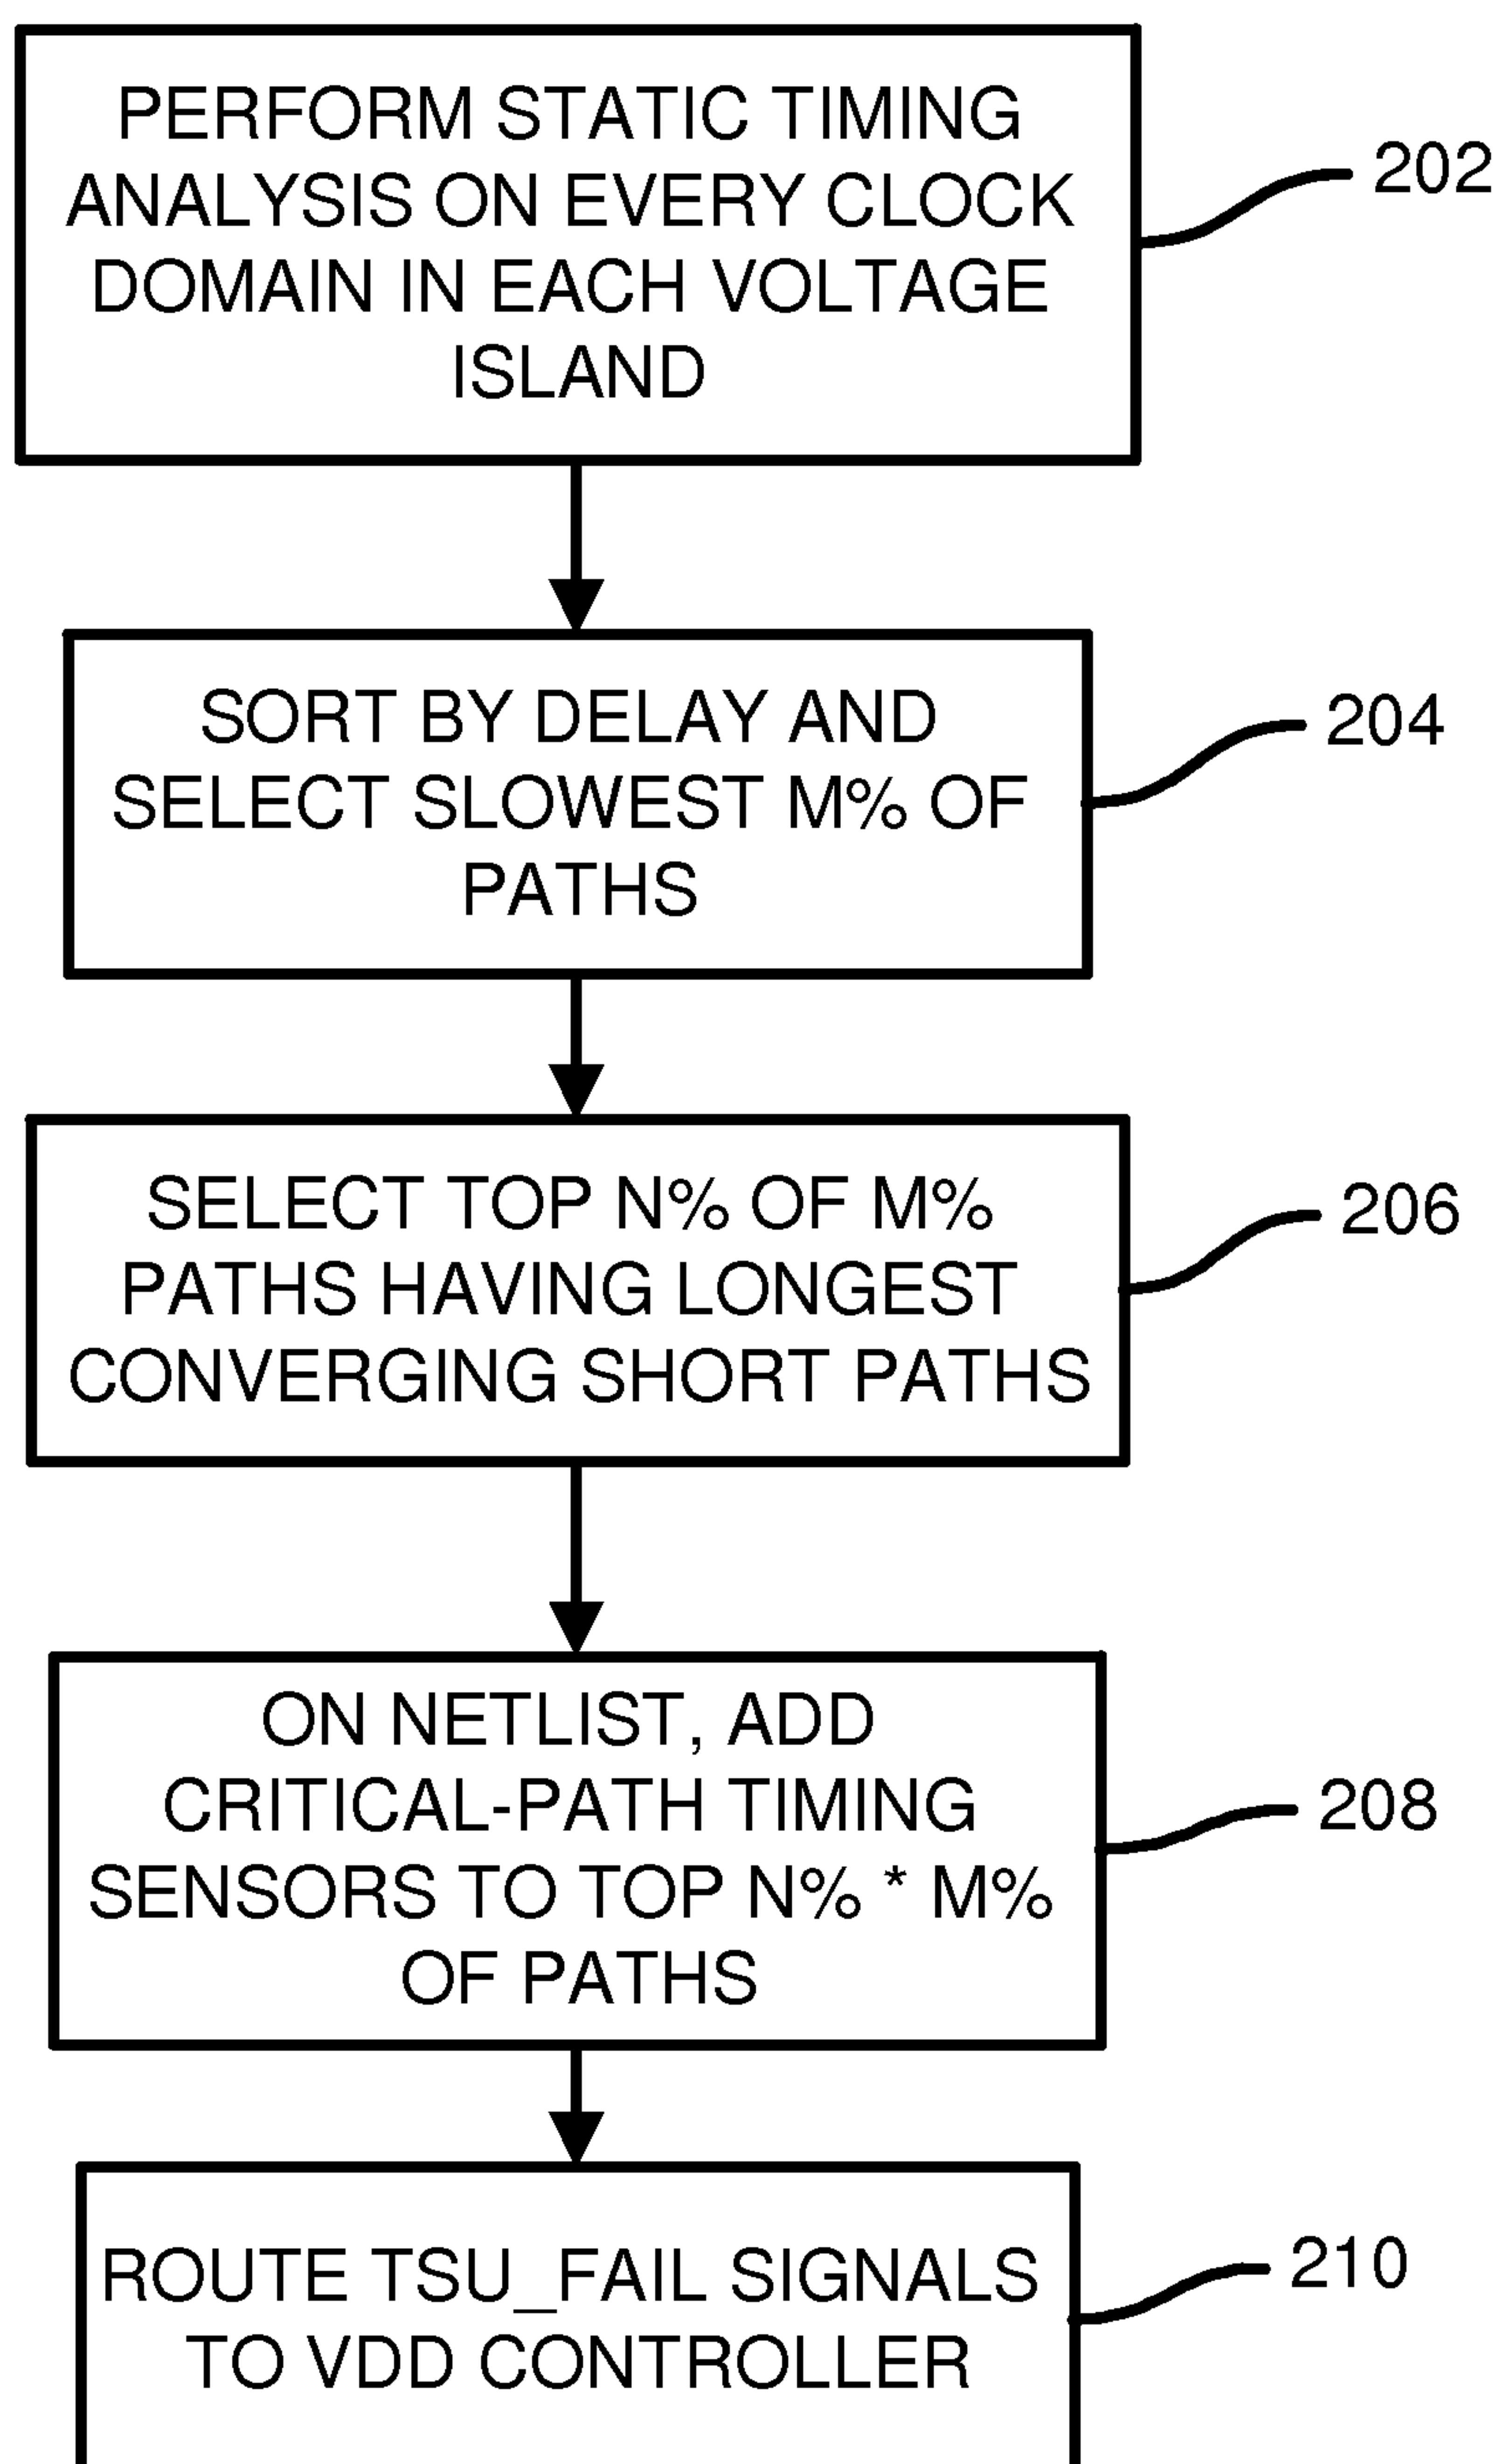 PERFORM STATIC TIMING
ANALYSIS ON EVERY CLOCK
DOMAIN IN EACH VOLTAGE
ISLAND
202
SORT BY DELAY AND
SELECT SLOWEST M% OF
PATHS
204
SELECT TOP N% OF M%
PATHS HAVING LONGEST
CONVERGING SHORT PATHS
206
ON NETLIST, ADD
CRITICAL-PATH TIMING
SENSORS TO TOP N% * M%
OF PATHS
208
ROUTE TSU_FAIL SIGNALS
TO VDD CONTROLLER
210